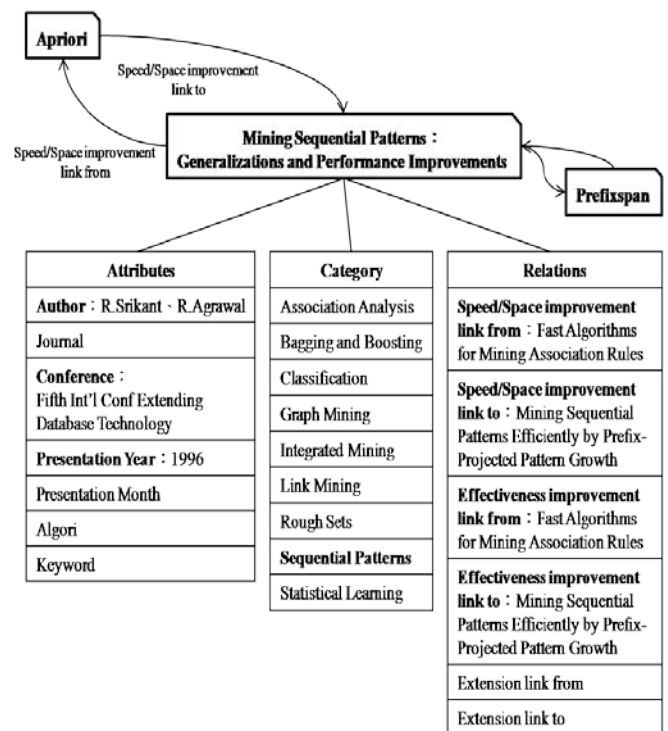 Apriori
Speed/Space improvement
link to
Speed/Space improvement
link from
Mining Sequential Patterns：
Generalizations and Performance Improvements
Prefixspan
Attributes
Author：R.Srikant、R.Agrawal
Journal
Conference：
Fifth Int'l Conf Extending
Database Technology
Presentation Year：1996
Presentation Month
Algori
Keyword
Category
Association Analysis
Bagging and Boosting
Classification
Graph Mining
Integrated Mining
Link Mining
Rough Sets
Sequential Patterns
Statistical Learning
Relations
Speed/Space improvement
link from：Fast Algorithms
for Mining Association Rules
Speed/Space improvement
link to：Mining Sequential
Patterns Efficiently by Prefix-
Projected Pattern Growth
Effectiveness improvement
link from：Fast Algorithms
for Mining Association Rules
Effectiveness improvement
link to：Mining Sequential
Patterns Efficiently by Prefix-
Projected Pattern Growth
Extension link from
Extension link to